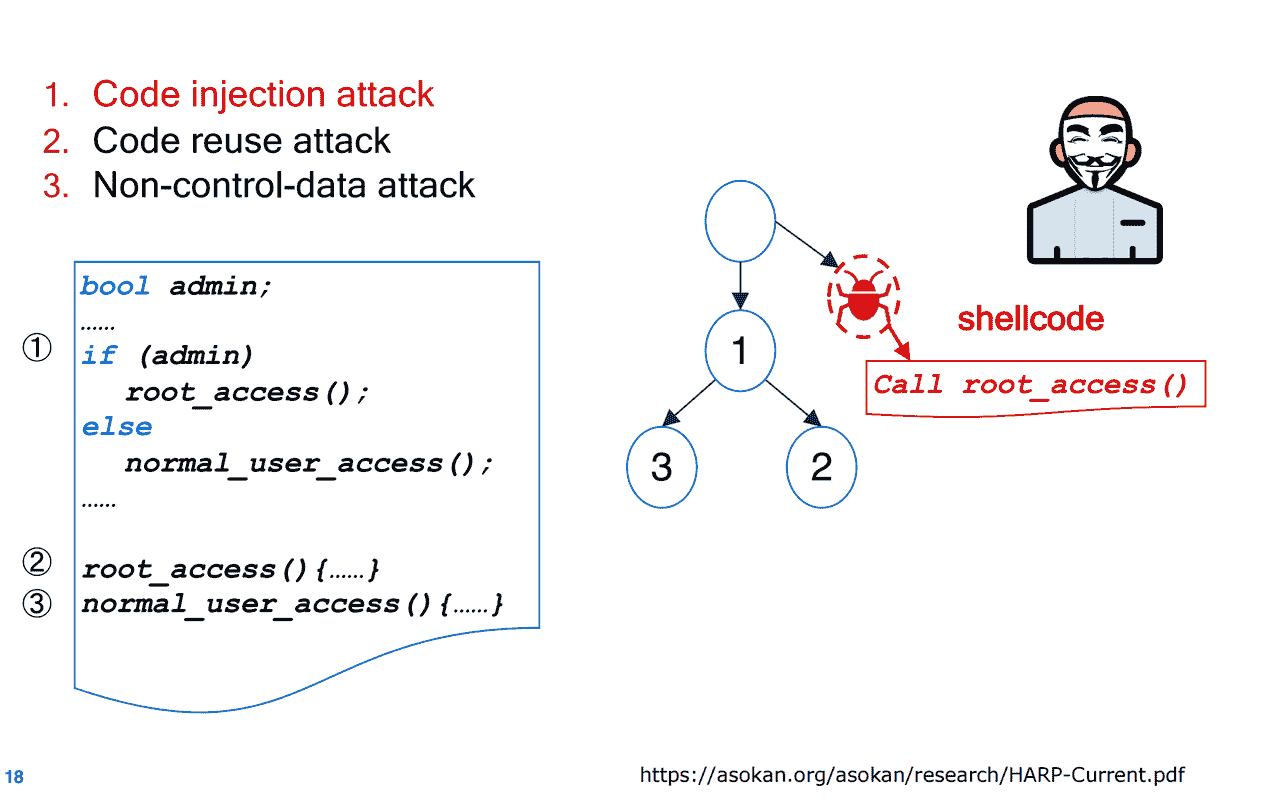 1. Code injection attack
2. Code reuse attack
3. Non-control-data attack
bool admin;
......
① if (admin)
root_access();
else
normal_user_access();
......
② root_access(){......}
③ normal_user_access(){......}
1
3
2
shellcode
Call root_access()
18
https://asokan.org/asokan/research/HARP-Current.pdf